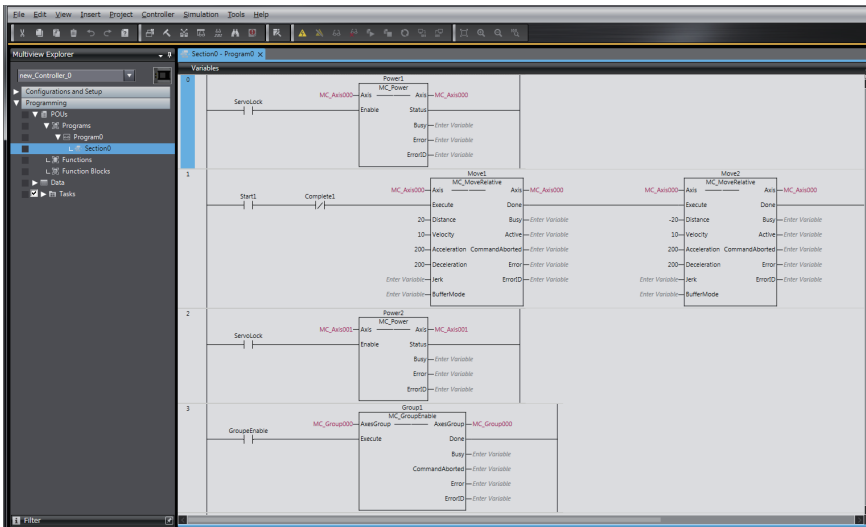 File Edit View Insert Project Controller Simulation Tools Help
Multiview Explorer
new_Controller_0
Configurations and Setup
Programming
POUs
Programs
Program0
Section0
Functions
Function Blocks
Data
Tasks
Filter
Section0 - Program0 x
Variables
0
Power1
MC_Power
ServoLock
MC_Axis000 Axis Axis MC_Axis000
Enable Status
Busy Enter Variable
Error Enter Variable
ErrorID Enter Variable
1
Move1 Move2
MC_MoveRelative MC_MoveRelative
Start1 Complete1
MC_Axis000 Axis Axis MC_Axis000 MC_Axis000 Axis Axis MC_Axis000
Execute Done Execute Done
20 Distance Busy Enter Variable -20 Distance Busy Enter Variable
10 Velocity Active Enter Variable 10 Velocity Active Enter Variable
200 Acceleration CommandAborted Enter Variable 200 Acceleration CommandAborted Enter Variable
200 Deceleration Error Enter Variable 200 Deceleration Error Enter Variable
Enter Variable Jerk ErrorID Enter Variable Enter Variable Jerk ErrorID Enter Variable
Enter Variable BufferMode Enter Variable BufferMode
2
Power2
MC_Power
ServoLock
MC_Axis001 Axis Axis MC_Axis001
Enable Status
Busy Enter Variable
Error Enter Variable
ErrorID Enter Variable
3
Group1
MC_GroupEnable
GroupeEnable
MC_Group000 AxesGroup AxesGroup MC_Group000
Execute Done
Busy Enter Variable
CommandAborted Enter Variable
Error Enter Variable
ErrorID Enter Variable